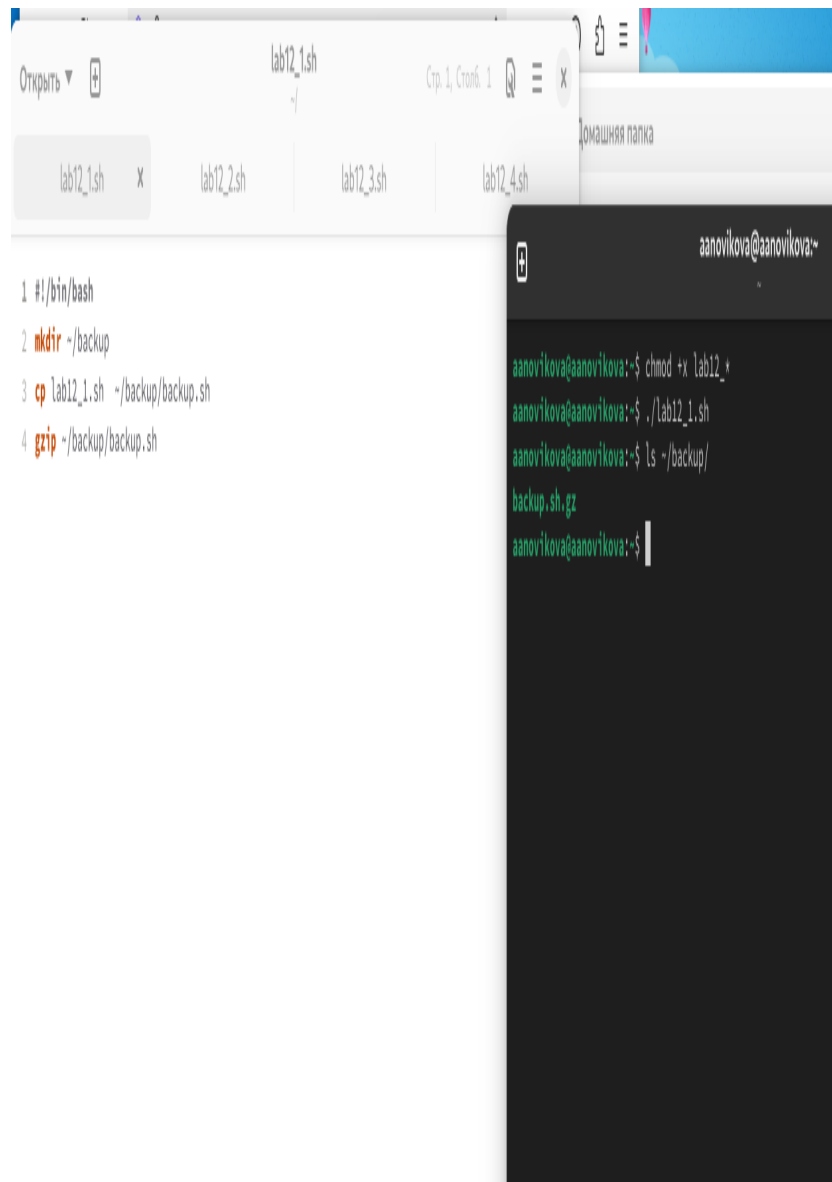 Открыть
lab12_1.sh
~/
Стр. 1, Столб. 1
lab12_1.sh
lab12_2.sh
lab12_3.sh
lab12_4.sh
1 #!/bin/bash
2 mkdir ~/backup
3 cp lab12_1.sh ~/backup/backup.sh
4 gzip ~/backup/backup.sh
Домашняя папка
aanovikova@aanovikova:~
~
aanovikova@aanovikova:~$ chmod +x lab12_*
aanovikova@aanovikova:~$ ./lab12_1.sh
aanovikova@aanovikova:~$ ls ~/backup/
backup.sh.gz
aanovikova@aanovikova:~$